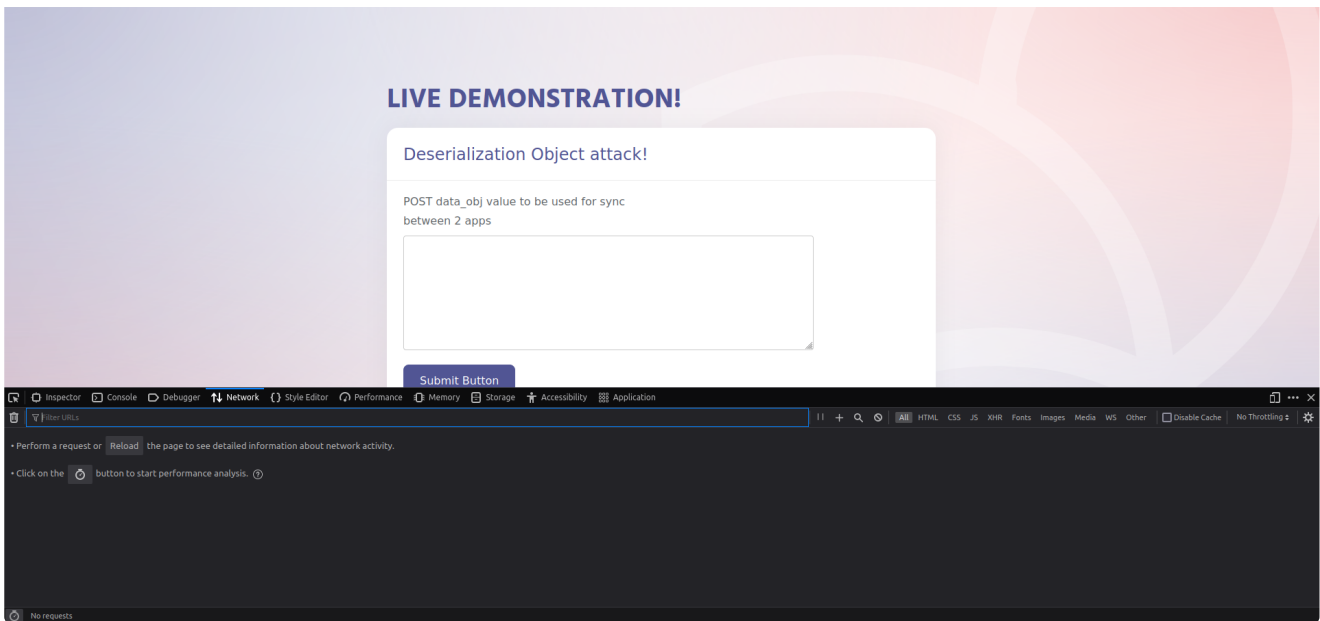 LIVE DEMONSTRATION!
Deserialization Object attack!
POST data_obj value to be used for sync
between 2 apps
Submit Button
Inspector Console Debugger Network {} Style Editor Performance Memory Storage Accessibility Application
Filter URLs All HTML CSS JS XHR Fonts Images Media WS Other Disable Cache No Throttling
• Perform a request or Reload the page to see detailed information about network activity.
• Click on the button to start performance analysis. ?
No requests